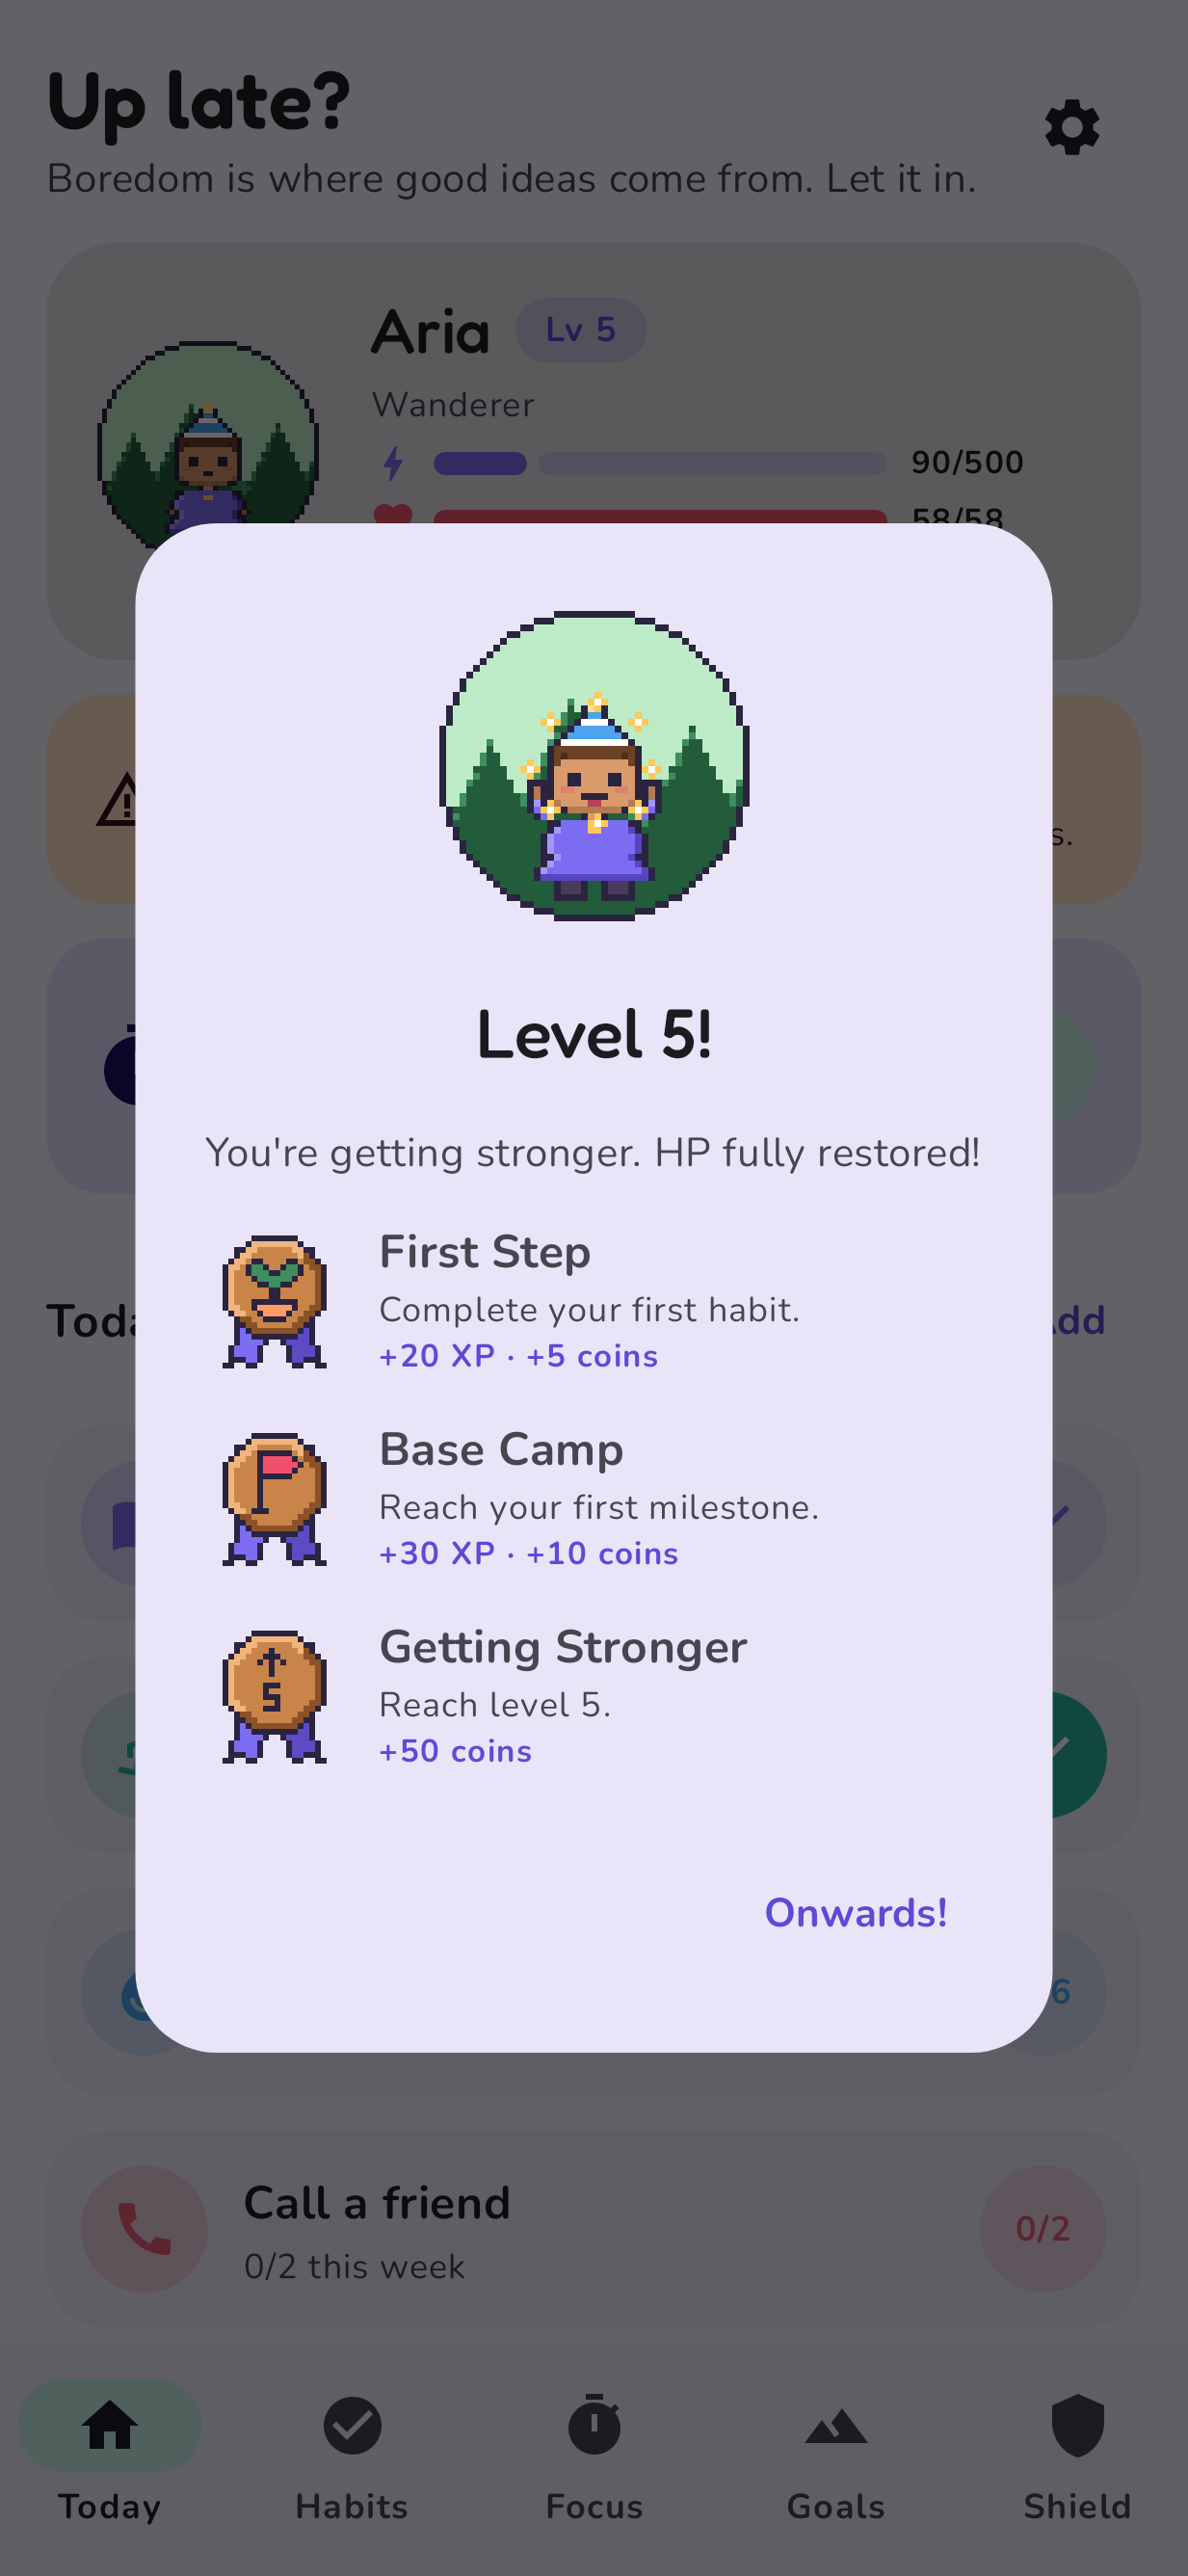 Up late?
Boredom is where good ideas come from. Let it in.
Aria
Lv 5
Wanderer
90/500
58/58
Level 5!
You're getting stronger. HP fully restored!
First Step
Complete your first habit.
+20 XP · +5 coins
Base Camp
Reach your first milestone.
+30 XP · +10 coins
Getting Stronger
Reach level 5.
+50 coins
Onwards!
Call a friend
0/2 this week
0/2
Today
Habits
Focus
Goals
Shield